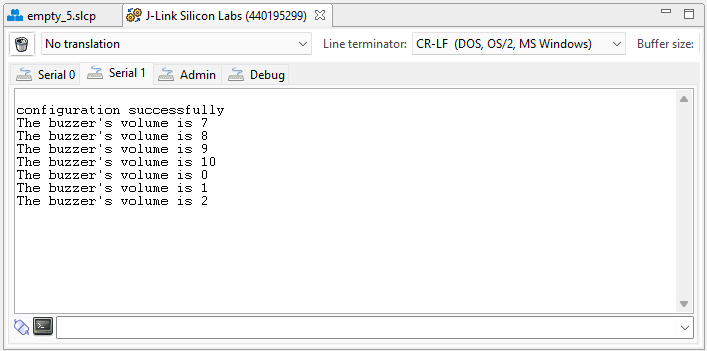 empty_5.slcp
J-Link Silicon Labs (440195299)
No translation
Line terminator:
CR-LF (DOS, OS/2, MS Windows)
Buffer size:
Serial 0
Serial 1
Admin
Debug
configuration successfully
The buzzer's volume is 7
The buzzer's volume is 8
The buzzer's volume is 9
The buzzer's volume is 10
The buzzer's volume is 0
The buzzer's volume is 1
The buzzer's volume is 2